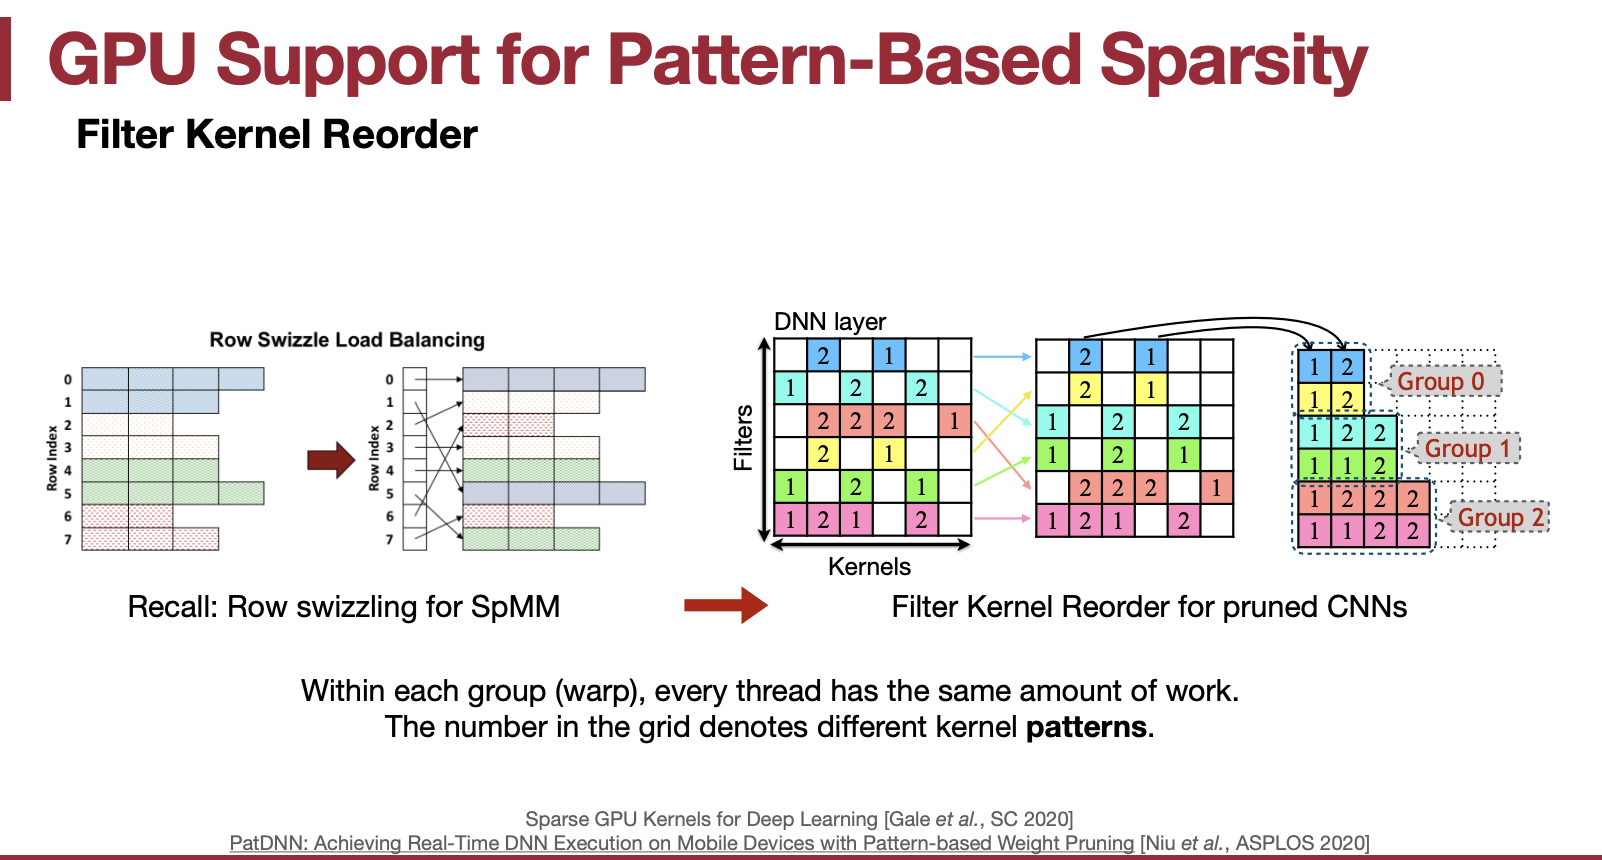 GPU Support for Pattern-Based Sparsity
Filter Kernel Reorder
Row Swizzle Load Balancing
Row Index
0
1
2
3
4
5
6
7
Row Index
0
1
2
3
4
5
6
7
Recall: Row swizzling for SpMM
DNN layer
Filters
2 1
1 2 2
2 2 2 1
2 1
1 2 1
1 2 1 2
Kernels
2 1
2 1
1 2 2
1 2 1
2 2 2 1
1 2 1 2
1 2
1 2
1 2 2
1 1 2
1 2 2 2
1 1 2 2
Group 0
Group 1
Group 2
Filter Kernel Reorder for pruned CNNs
Within each group (warp), every thread has the same amount of work.
The number in the grid denotes different kernel patterns.
Sparse GPU Kernels for Deep Learning [Gale et al., SC 2020]
PatDNN: Achieving Real-Time DNN Execution on Mobile Devices with Pattern-based Weight Pruning [Niu et al., ASPLOS 2020]